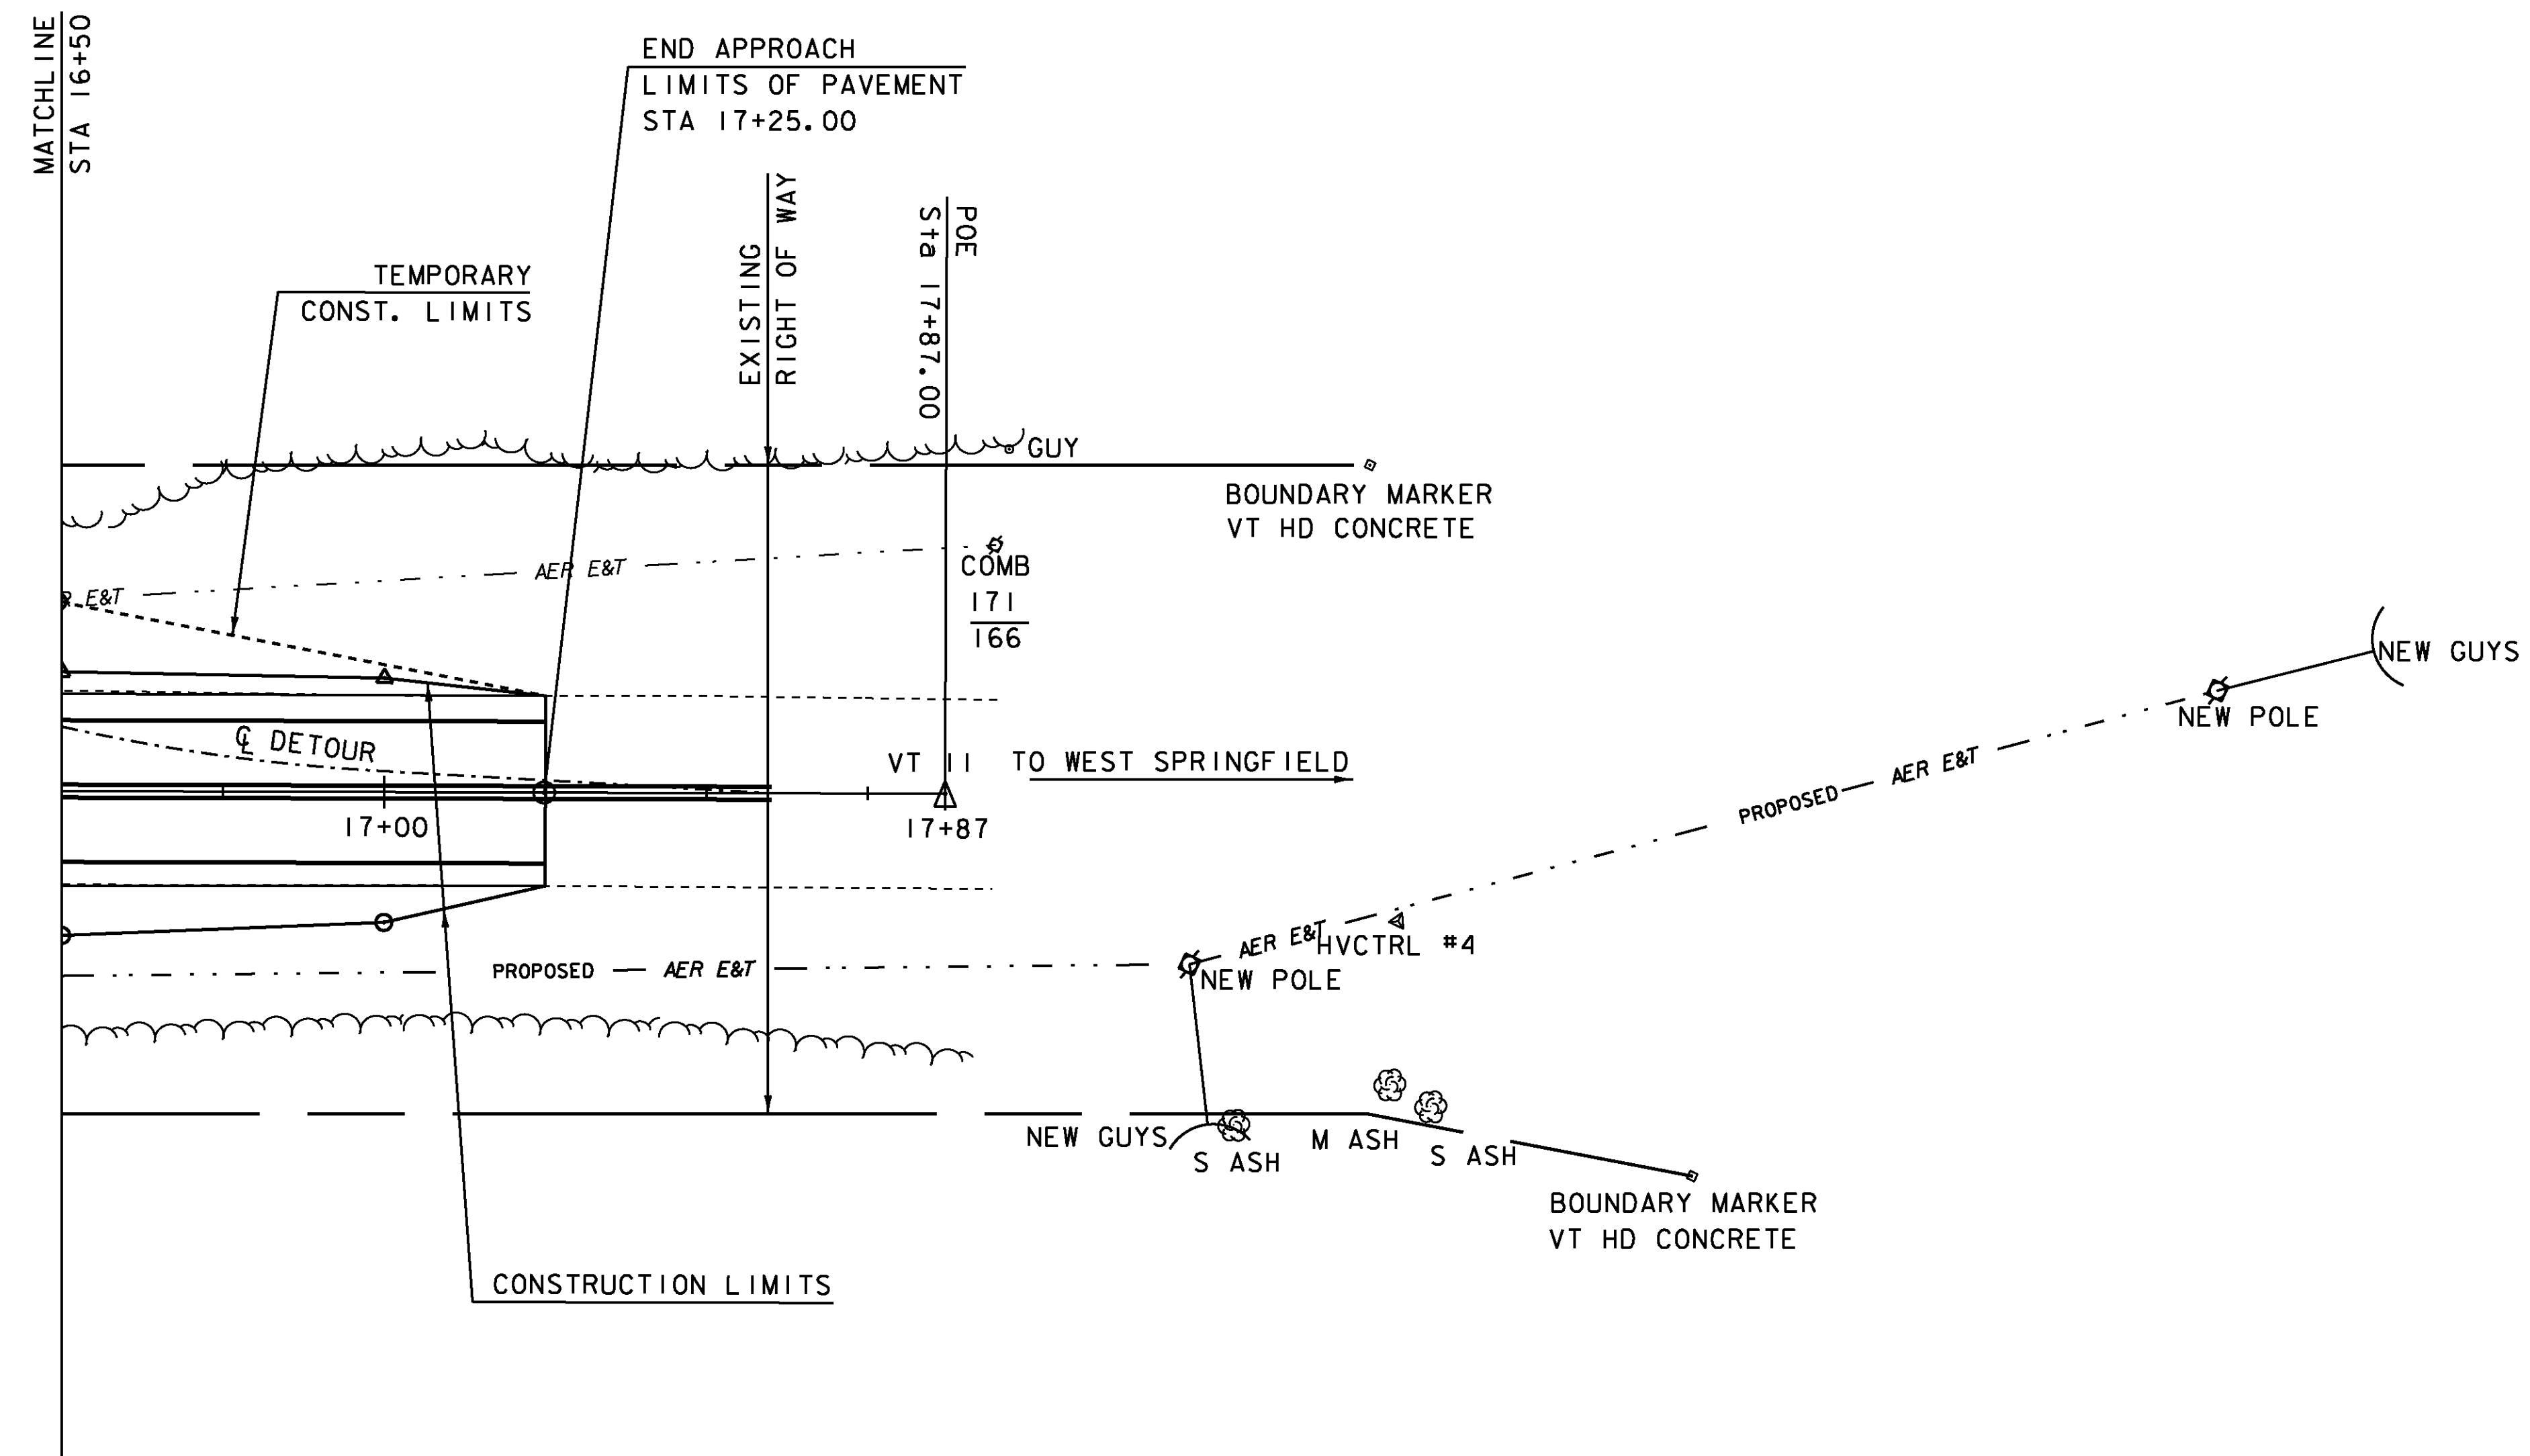 MATCHLINE
STA 16+50
END APPROACH
LIMITS OF PAVEMENT
STA 17+25.00
EXISTING
RIGHT OF WAY
POE
Sta 17+87.00
TEMPORARY
CONST. LIMITS
GUY
BOUNDARY MARKER
VT HD CONCRETE
AER E&T
R E&T
COMB
171
166
NEW GUYS
NEW POLE
℄ DETOUR
VT 11 TO WEST SPRINGFIELD
PROPOSED AER E&T
17+00
17+87
AER E&T
HVCTRL #4
PROPOSED AER E&T
NEW POLE
NEW GUYS
S ASH
M ASH
S ASH
BOUNDARY MARKER
VT HD CONCRETE
CONSTRUCTION LIMITS